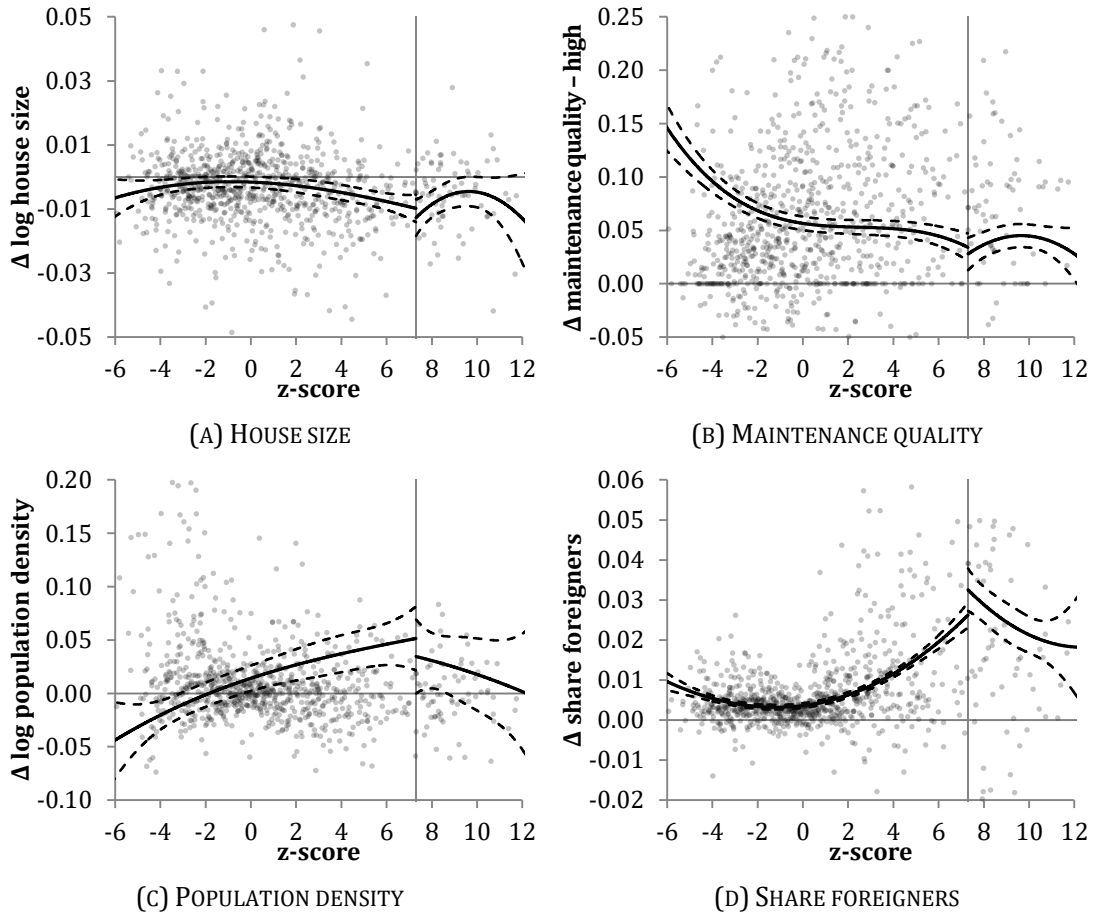 Δ log house size
0.05
0.03
0.01
-0.01
-0.03
-0.05
-6 -4 -2 0 2 4 6 8 10 12
z-score
(A) HOUSE SIZE
Δ maintenance quality – high
0.25
0.20
0.15
0.10
0.05
0.00
-0.05
-6 -4 -2 0 2 4 6 8 10 12
z-score
(B) MAINTENANCE QUALITY
Δ log population density
0.20
0.15
0.10
0.05
0.00
-0.05
-0.10
-6 -4 -2 0 2 4 6 8 10 12
z-score
(C) POPULATION DENSITY
Δ share foreigners
0.06
0.05
0.04
0.03
0.02
0.01
0.00
-0.01
-0.02
-6 -4 -2 0 2 4 6 8 10 12
z-score
(D) SHARE FOREIGNERS